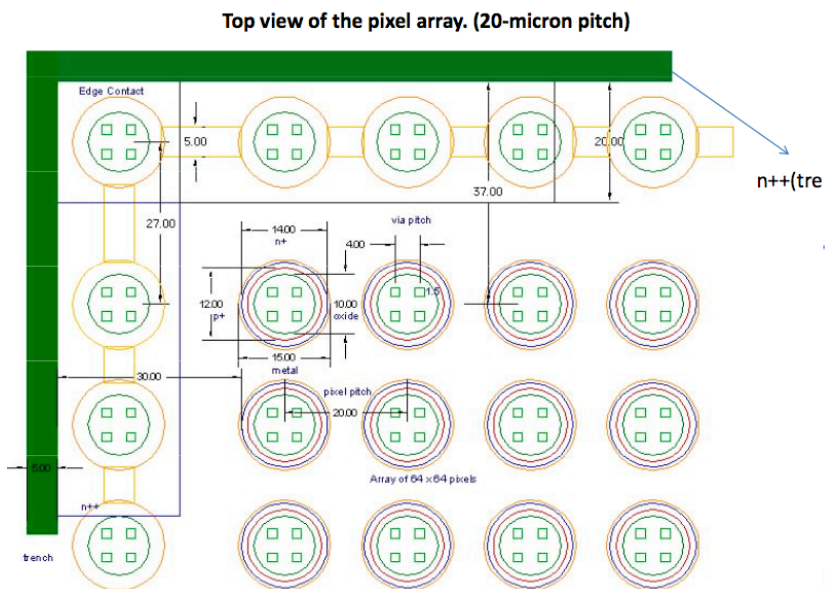 Top view of the pixel array. (20-micron pitch)
Edge Contact
5.00
20.00
37.00
n++(tre
27.00
via pitch
14.00
n+
4.00
1.5
12.00
p+
10.00
oxide
15.00
metal
30.00
pixel pitch
20.00
5.00
Array of 64 x 64 pixels
n++
trench